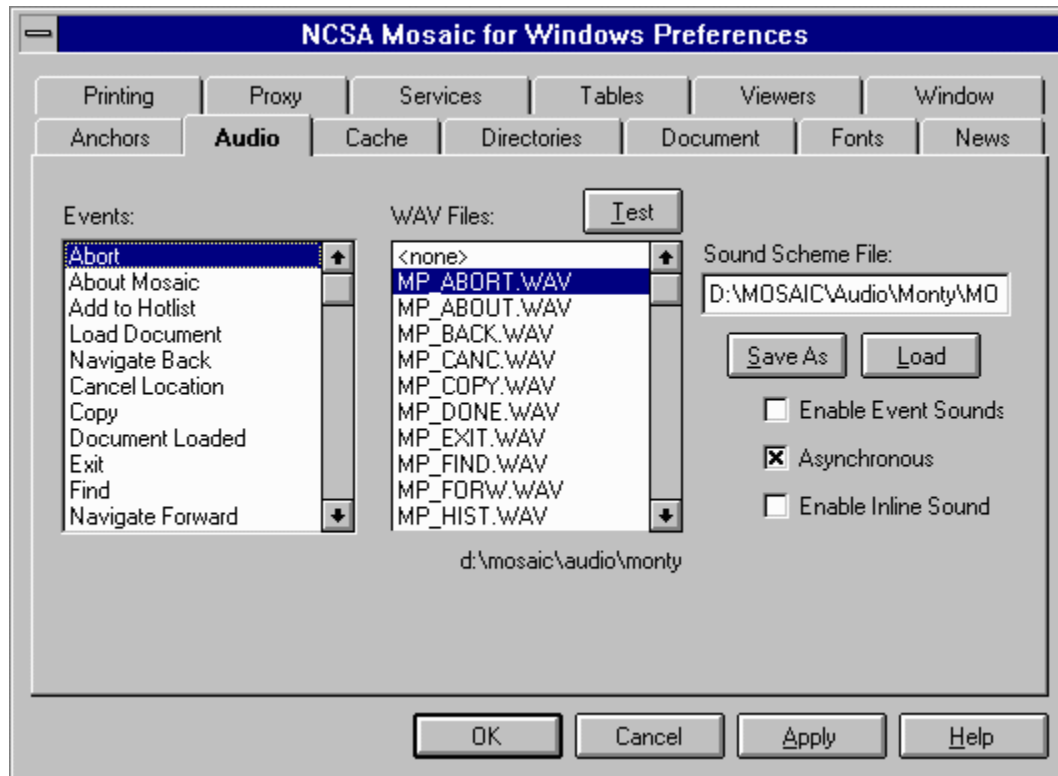 NCSA Mosaic for Windows Preferences
Printing Proxy Services Tables Viewers Window
Anchors Audio Cache Directories Document Fonts News
Events:
Abort
About Mosaic
Add to Hotlist
Load Document
Navigate Back
Cancel Location
Copy
Document Loaded
Exit
Find
Navigate Forward
WAV Files:
Test
<none>
MP_ABORT.WAV
MP_ABOUT.WAV
MP_BACK.WAV
MP_CANC.WAV
MP_COPY.WAV
MP_DONE.WAV
MP_EXIT.WAV
MP_FIND.WAV
MP_FORW.WAV
MP_HIST.WAV
d:\mosaic\audio\monty
Sound Scheme File:
D:\MOSAIC\Audio\Monty\MO
Save As Load
Enable Event Sounds
Asynchronous
Enable Inline Sound
OK Cancel Apply Help